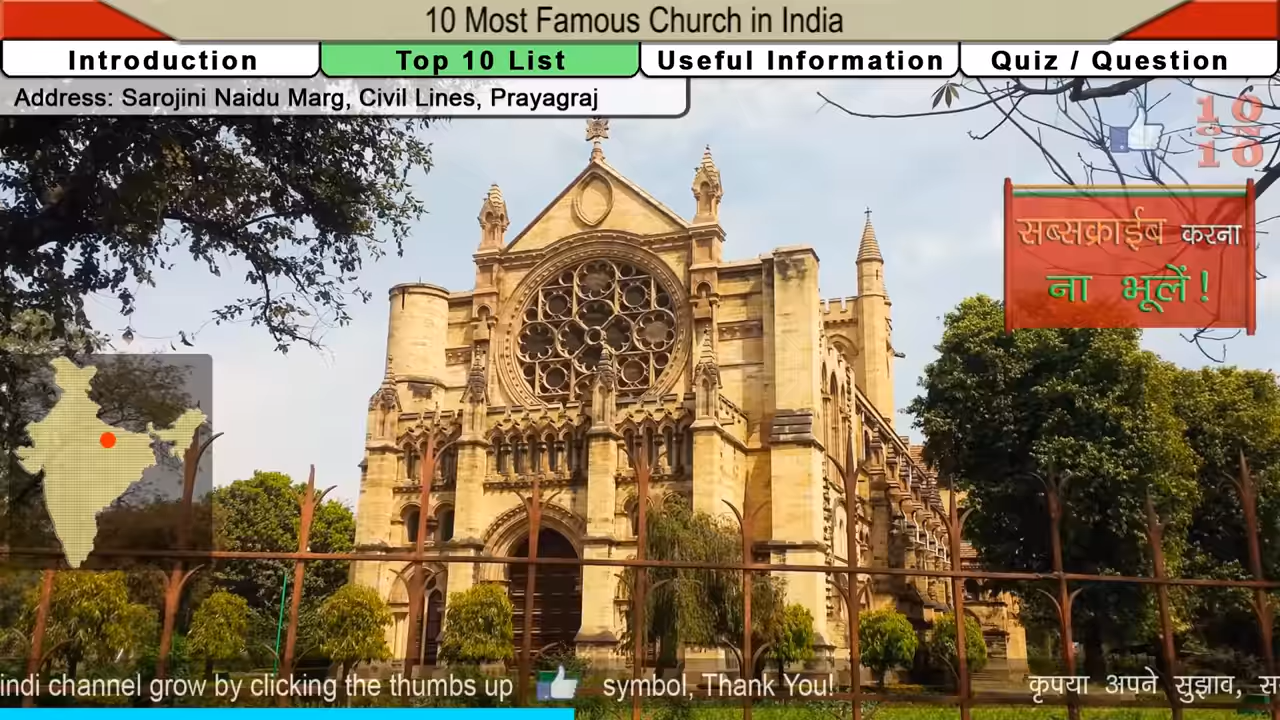 10 Most Famous Church in India
Introduction
Top 10 List
Useful Information
Quiz / Question
Address: Sarojini Naidu Marg, Civil Lines, Prayagraj
10
10
सब्सक्राईब करना
ना भूलें !
indi channel grow by clicking the thumbs up symbol, Thank You!
कृपया अपने सुझाव,